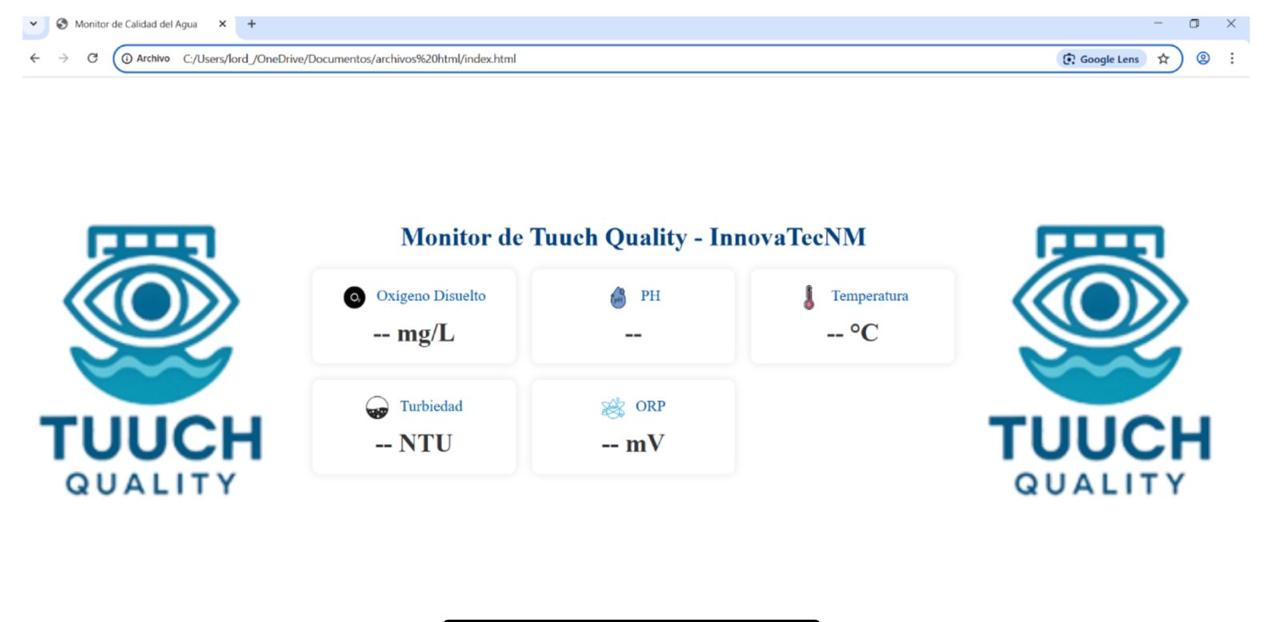 Monitor de Calidad del Agua
Archivo C:/Users/lord_/OneDrive/Documentos/archivos%20html/index.html
Google Lens
Monitor de Tuuch Quality - InnovaTecNM
Oxígeno Disuelto
-- mg/L
PH
--
Temperatura
-- °C
Turbiedad
-- NTU
ORP
-- mV
TUUCH
QUALITY
TUUCH
QUALITY